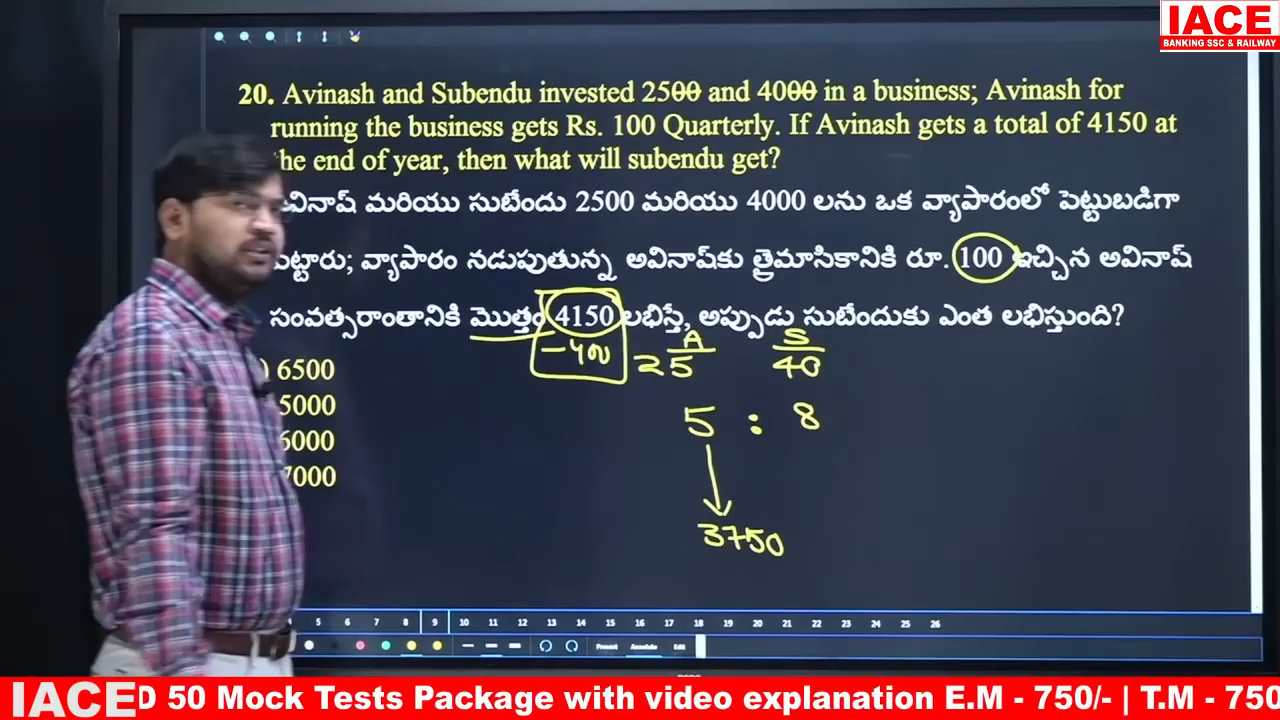 IACE
BANKING SSC & RAILWAY
20. Avinash and Subendu invested 2500 and 4000 in a business; Avinash for
running the business gets Rs. 100 Quarterly. If Avinash gets a total of 4150 at
the end of year, then what will subendu get?
వినాష్ మరియు సుటేందు 2500 మరియు 4000 లను ఒక వ్యాపారంలో పెట్టుబడిగా
పెట్టారు; వ్యాపారం నడుపుతున్న అవినాష్‌కు త్రైమాసికానికి రూ. 100 ఇచ్చిన అవినాష్
సంవత్సరాంతానికి మొత్తం 4150 లభిస్తే, అప్పుడు సుటేందుకు ఎంత లభిస్తుంది?
- 400
A S
25 40
) 6500
5000
6000
7000
5 : 8
3750
5 6 7 8 9 10 11 12 13 14 15 16 17 18 19 20 21 22 23 24 25 26
Present Annotate Edit
IACE D 50 Mock Tests Package with video explanation E.M - 750/- | T.M - 750